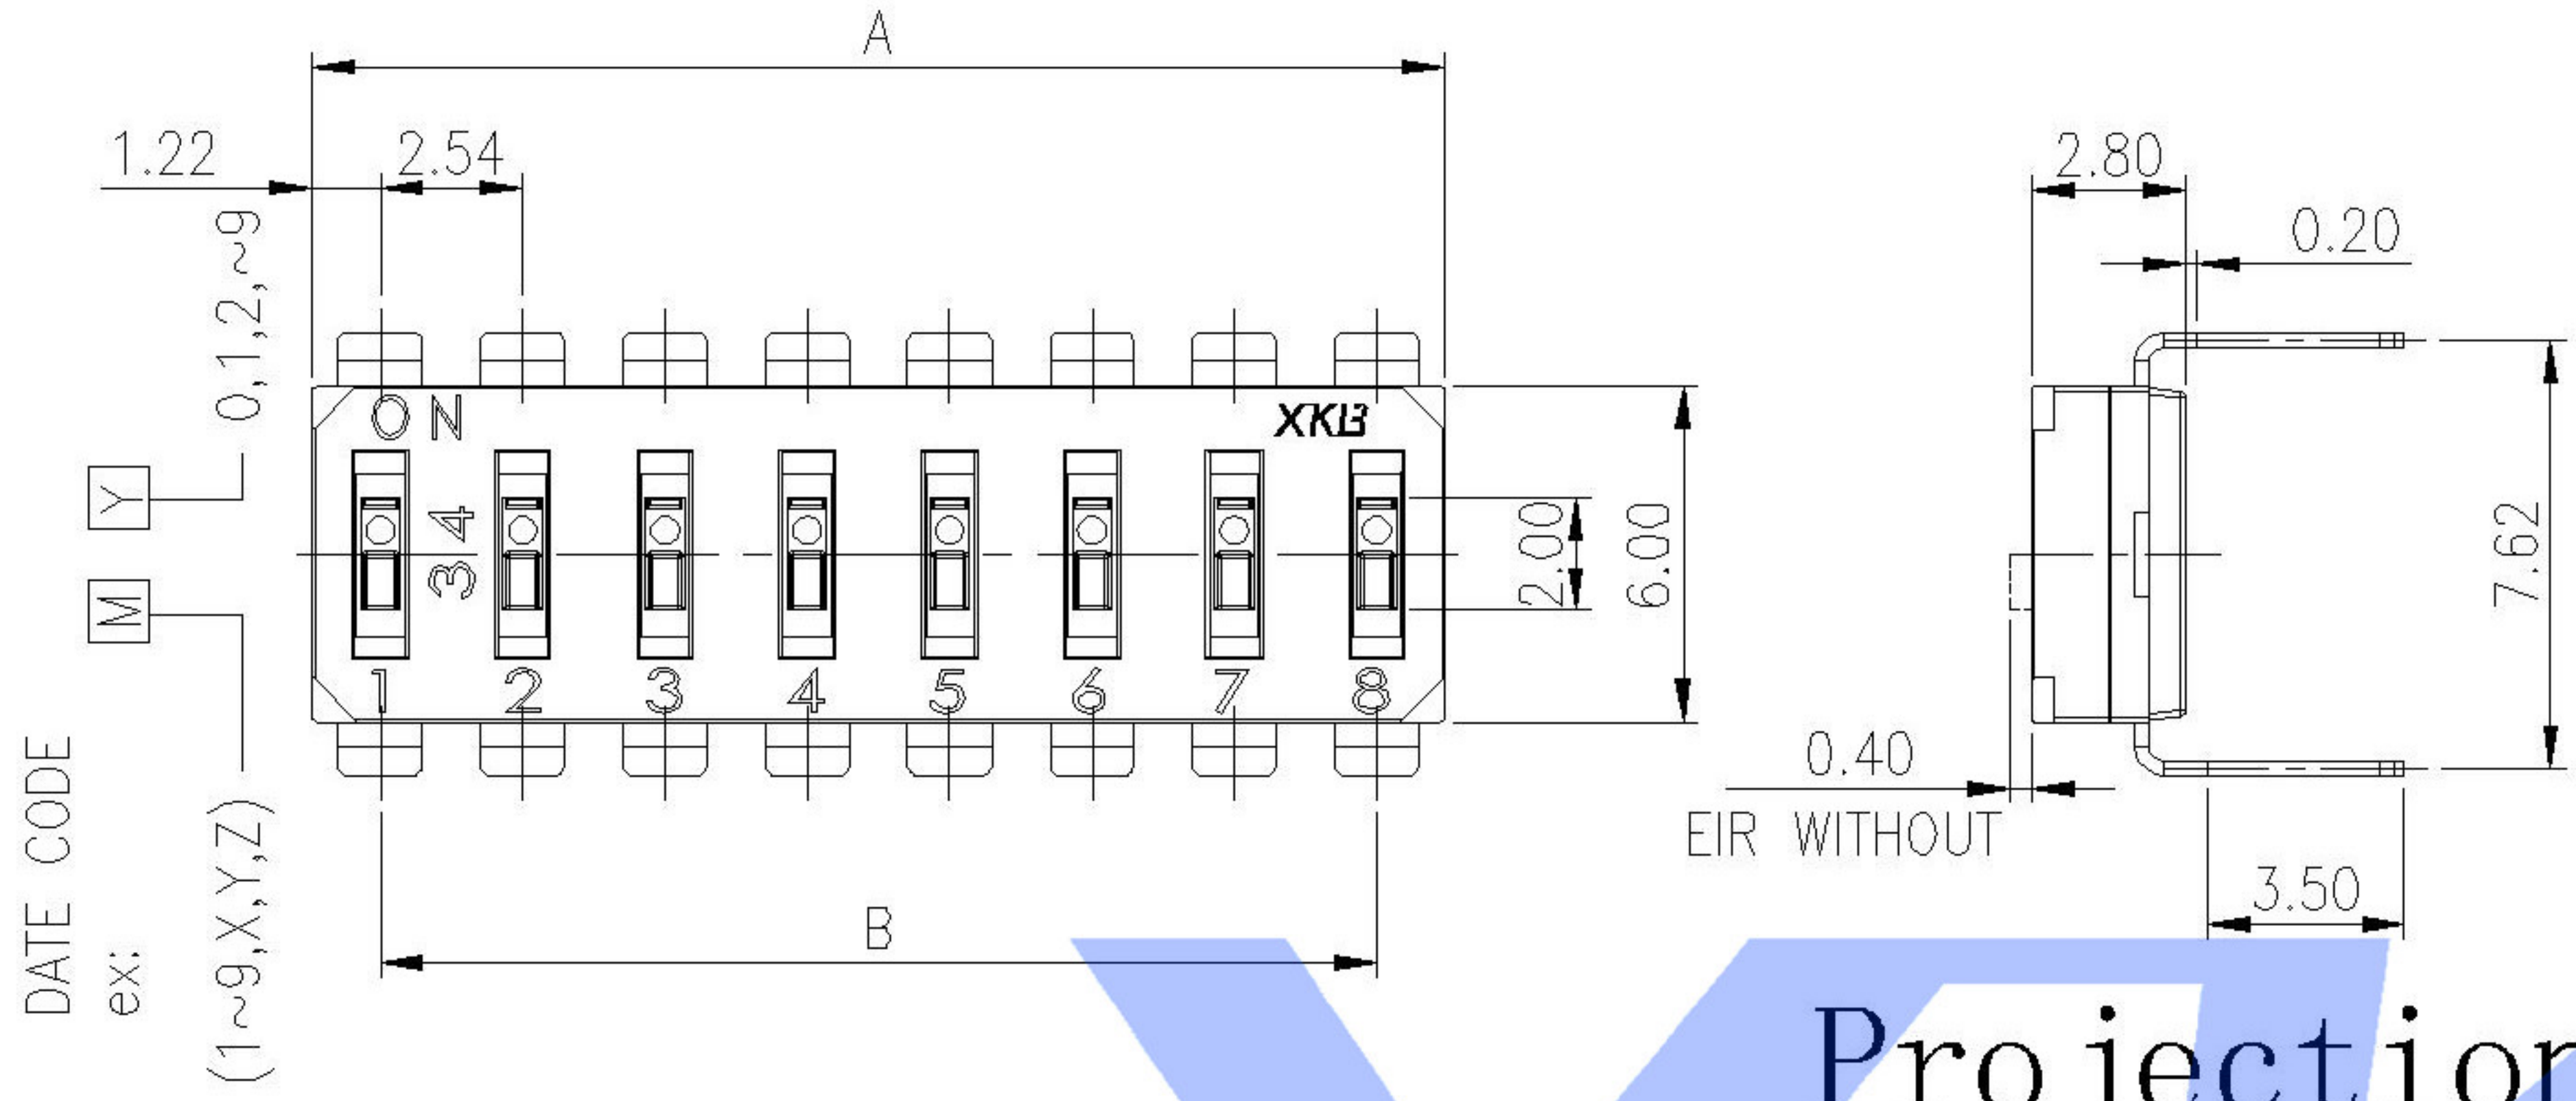 A
1.22
2.54
2.80
0.20
0,1,2,~9
Y
M
(1~9,X,Y,Z)
DATE CODE
ex:
ON
XKB
3 4
1 2 3 4 5 6 7 8
2.00
6.00
7.62
0.40
EIR WITHOUT
3.50
B
Projection